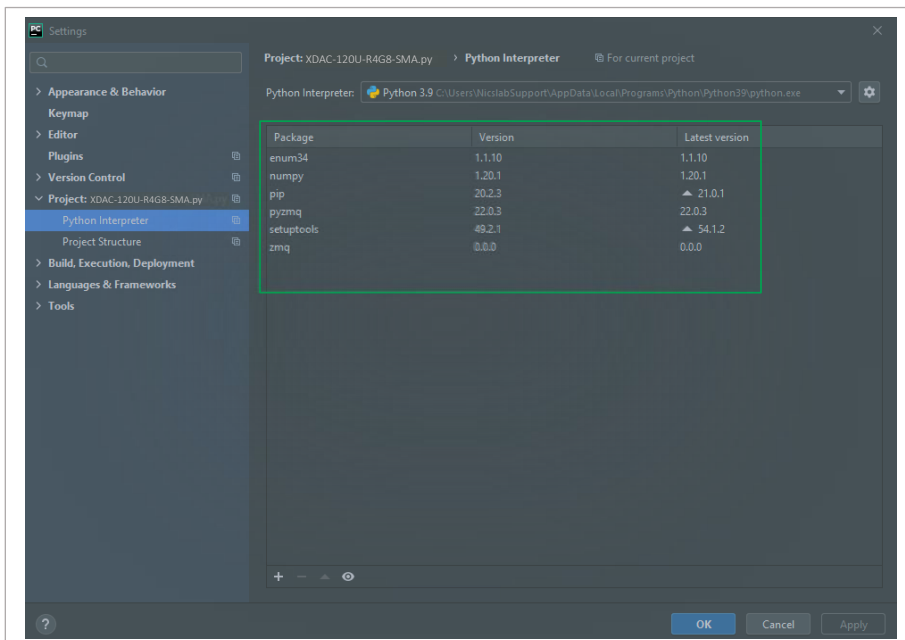 PC Settings
Project: XDAC-120U-R4G8-SMA.py > Python Interpreter For current project
Appearance & Behavior
Python Interpreter: Python 3.9 C:\Users\NicslabSupport\AppData\Local\Programs\Python\Python39\python.exe
Keymap
Editor
Plugins
Version Control
Project: XDAC-120U-R4G8-SMA.py
Python Interpreter
Project Structure
Build, Execution, Deployment
Languages & Frameworks
Tools
Package Version Latest version
enum34 1.1.10 1.1.10
numpy 1.20.1 1.20.1
pip 20.2.3 21.0.1
pyzmq 22.0.3 22.0.3
setuptools 49.2.1 54.1.2
zmq 0.0.0 0.0.0
? OK Cancel Apply